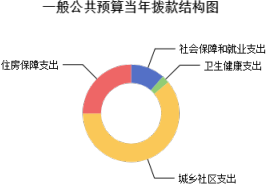 一般公共预算当年拨款结构图
社会保障和就业支出
卫生健康支出
住房保障支出
城乡社区支出